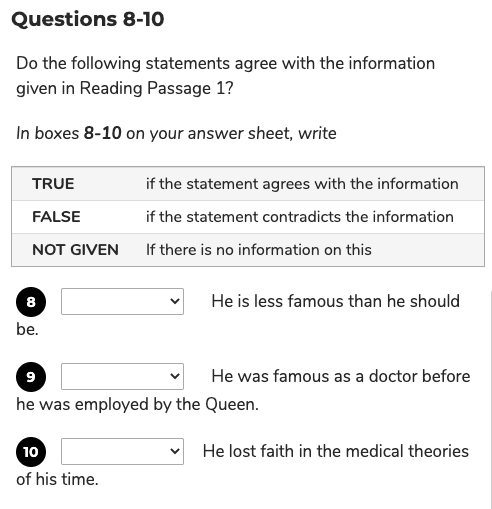 Questions 8-10
Do the following statements agree with the information
given in Reading Passage 1?
In boxes 8-10 on your answer sheet, write
TRUE if the statement agrees with the information
FALSE if the statement contradicts the information
NOT GIVEN If there is no information on this
8 He is less famous than he should
be.
9 He was famous as a doctor before
he was employed by the Queen.
10 He lost faith in the medical theories
of his time.